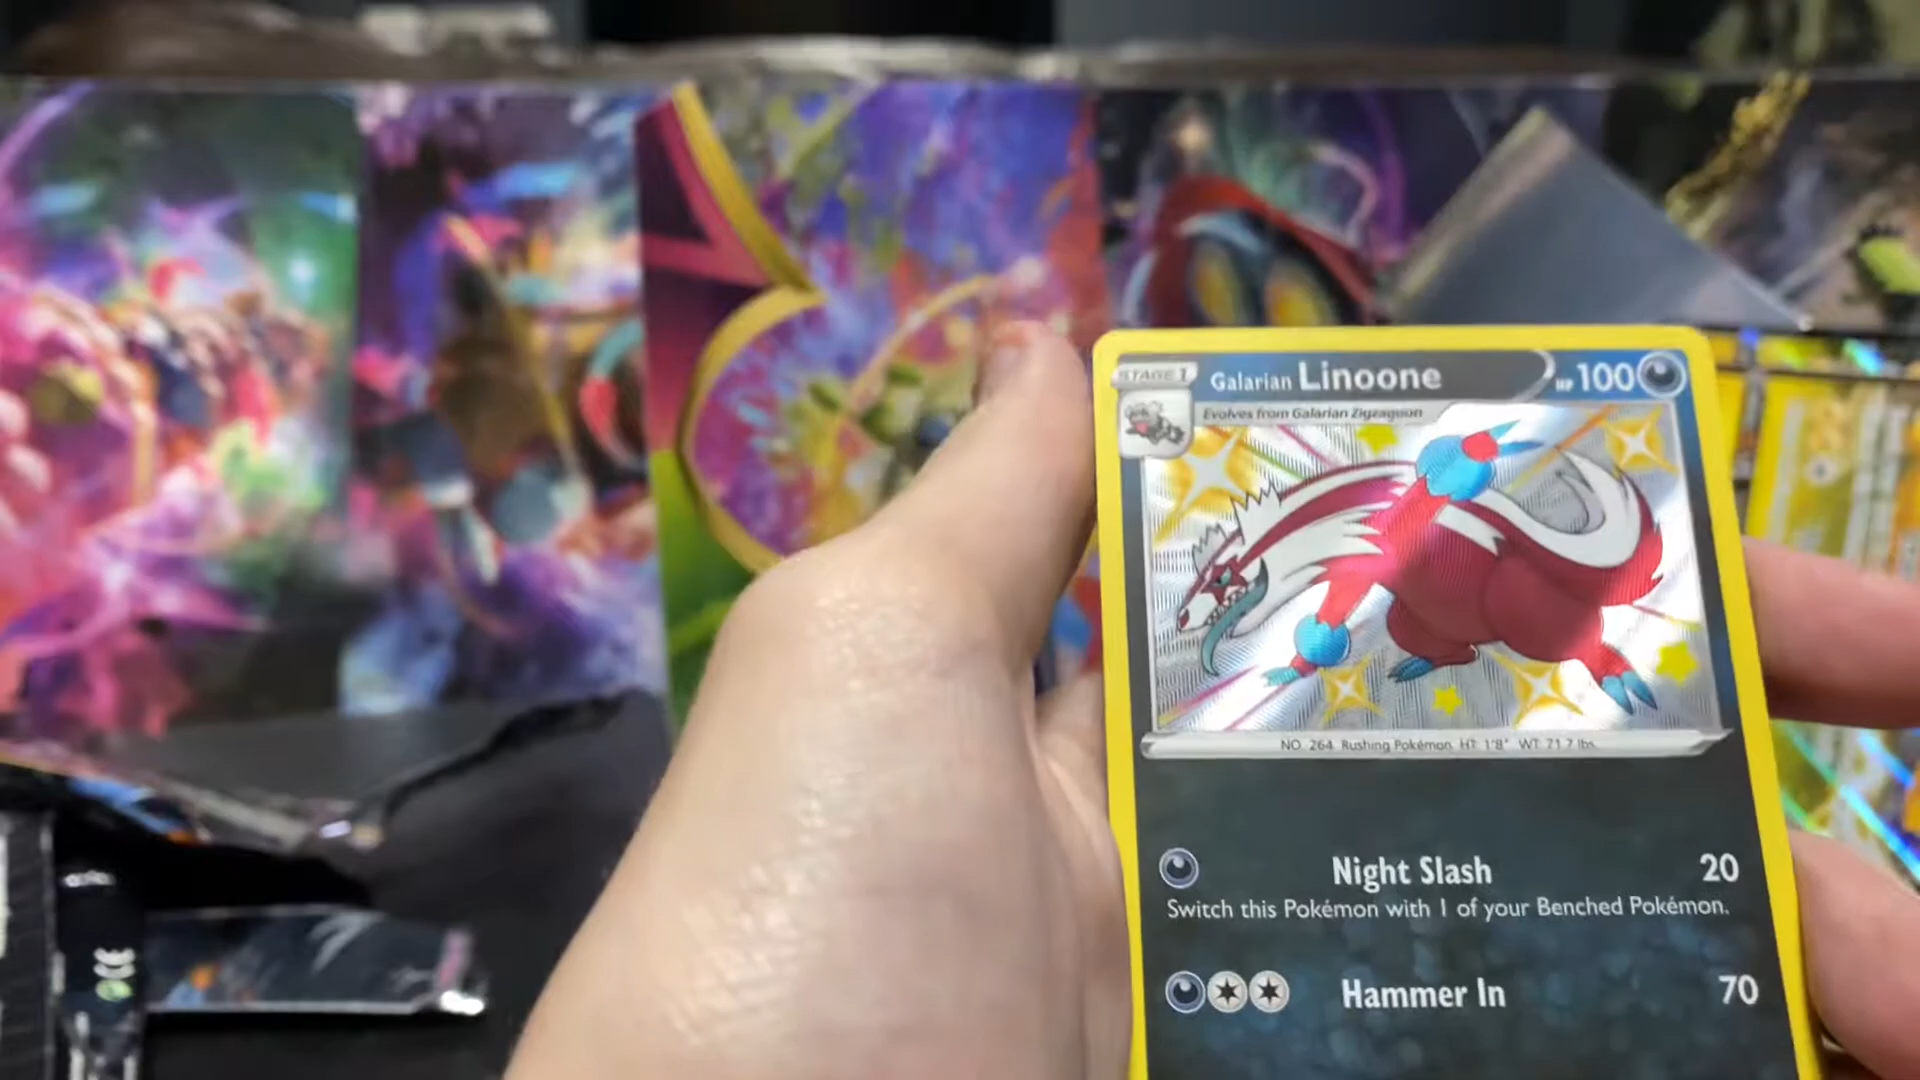 STAGE 1
Galarian Linoone
HP 100
Evolves from Galarian Zigzagoon
NO. 264 Rushing Pokémon HT: 1'8" WT: 71.7 lbs.
Night Slash 20
Switch this Pokémon with 1 of your Benched Pokémon.
Hammer In 70